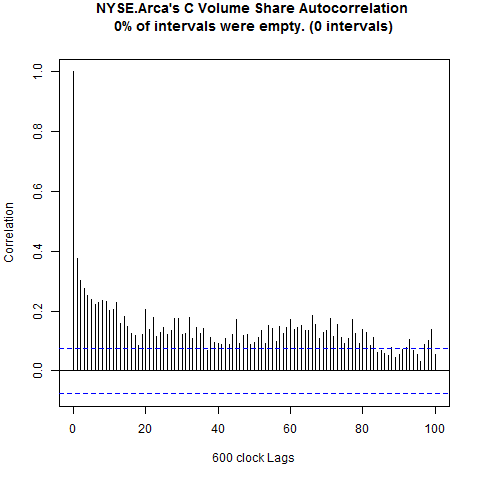 NYSE.Arca's C Volume Share Autocorrelation
0% of intervals were empty. (0 intervals)
1.0
0.8
0.6
0.4
0.2
0.0
Correlation
0 20 40 60 80 100
600 clock Lags